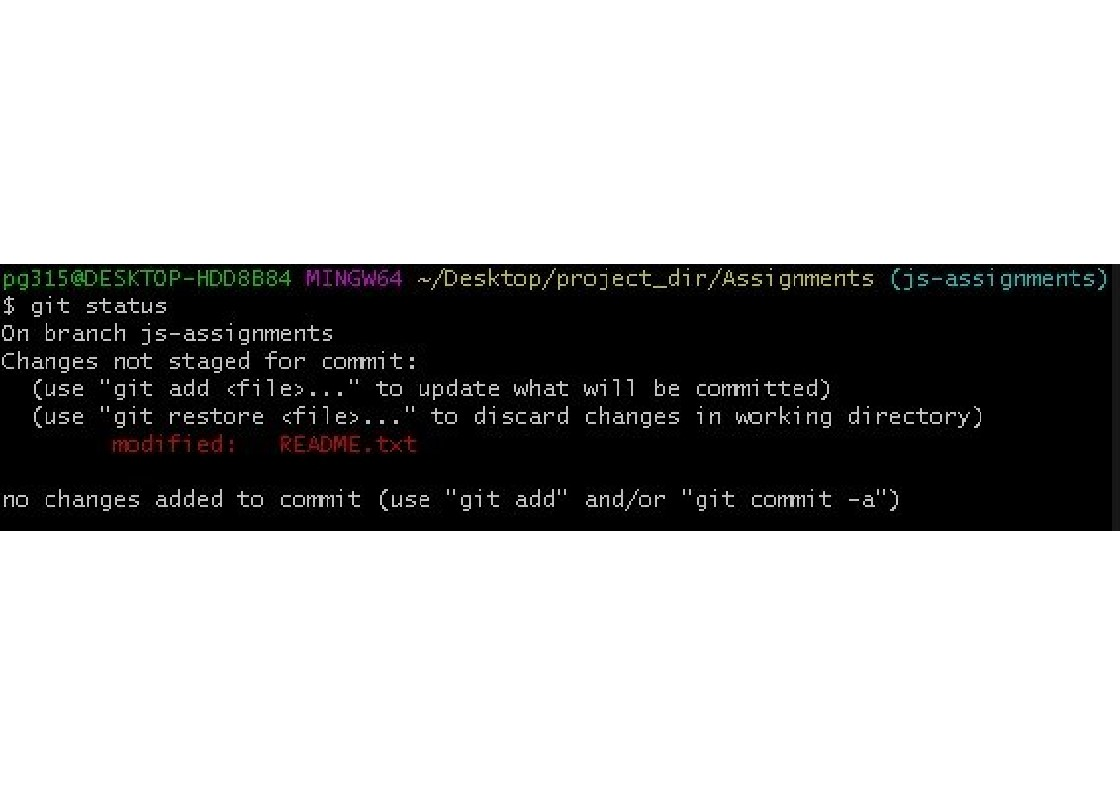 pg315@DESKTOP-HDD8B84 MINGW64 ~/Desktop/project_dir/Assignments (js-assignments)
$ git status
On branch js-assignments
Changes not staged for commit:
  (use "git add <file>..." to update what will be committed)
  (use "git restore <file>..." to discard changes in working directory)
        modified:   README.txt
no changes added to commit (use "git add" and/or "git commit -a")